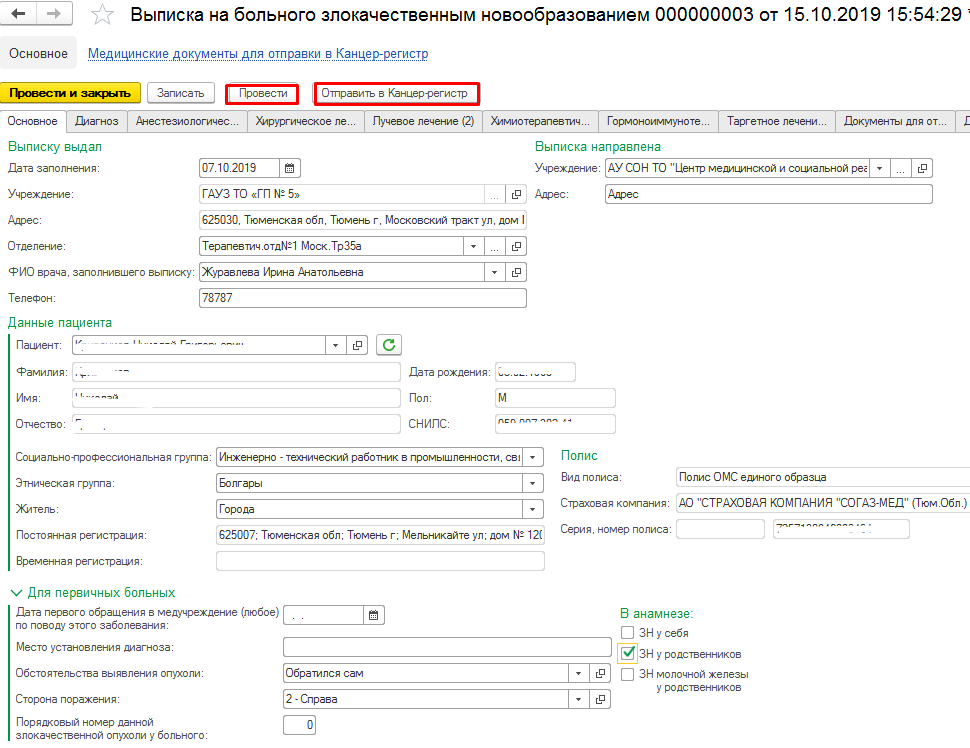 Выписка на больного злокачественным новообразованием 000000003 от 15.10.2019 15:54:29 *
Основное Медицинские документы для отправки в Канцер-регистр
Провести и закрыть Записать Провести Отправить в Канцер-регистр
Основное Диагноз Анестезиологичес... Хирургическое ле... Лучевое лечение (2) Химиотерапевтич... Гормоноиммуноте... Таргетное лечени... Документы для от...
Выписку выдал Выписка направлена
Дата заполнения: 07.10.2019 Учреждение: АУ СОН ТО "Центр медицинской и социальной реа
Учреждение: ГАУЗ ТО «ГП № 5» Адрес: Адрес
Адрес: 625030, Тюменская обл, Тюмень г, Московский тракт ул, дом
Отделение: Терапевтич.отд№1 Моск.Тр35а
ФИО врача, заполнившего выписку: Журавлева Ирина Анатольевна
Телефон: 78787
Данные пациента
Пациент:
Фамилия: Дата рождения:
Имя: Пол: М
Отчество: СНИЛС:
Социально-профессиональная группа: Инженерно - технический работник в промышленности, свя Полис
Этническая группа: Болгары Вид полиса: Полис ОМС единого образца
Житель: Города Страховая компания: АО "СТРАХОВАЯ КОМПАНИЯ "СОГАЗ-МЕД" (Тюм.Обл.)
Постоянная регистрация: 625007; Тюменская обл; Тюмень г; Мельникайте ул; дом № 120 Серия, номер полиса:
Временная регистрация:
Для первичных больных
Дата первого обращения в медучреждение (любое) . . В анамнезе:
по поводу этого заболевания: ЗН у себя
Место установления диагноза: ЗН у родственников
Обстоятельства выявления опухоли: Обратился сам ЗН молочной железы
у родственников
Сторона поражения: 2 - Справа
Порядковый номер данной 0
злокачественной опухоли у больного: